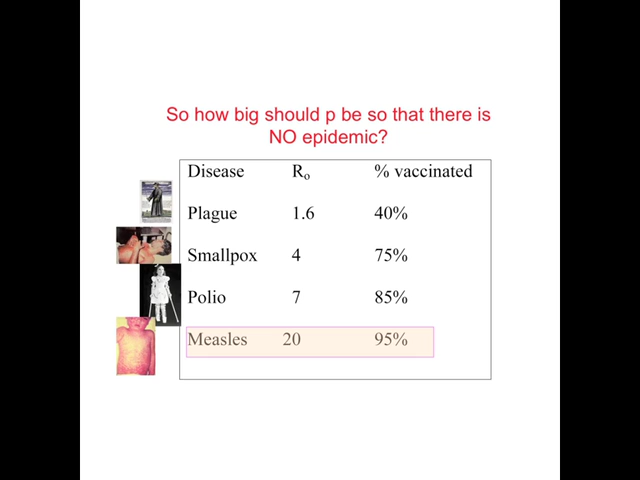 So how big should p be so that there is
NO epidemic?
Disease Ro % vaccinated
Plague 1.6 40%
Smallpox 4 75%
Polio 7 85%
Measles 20 95%